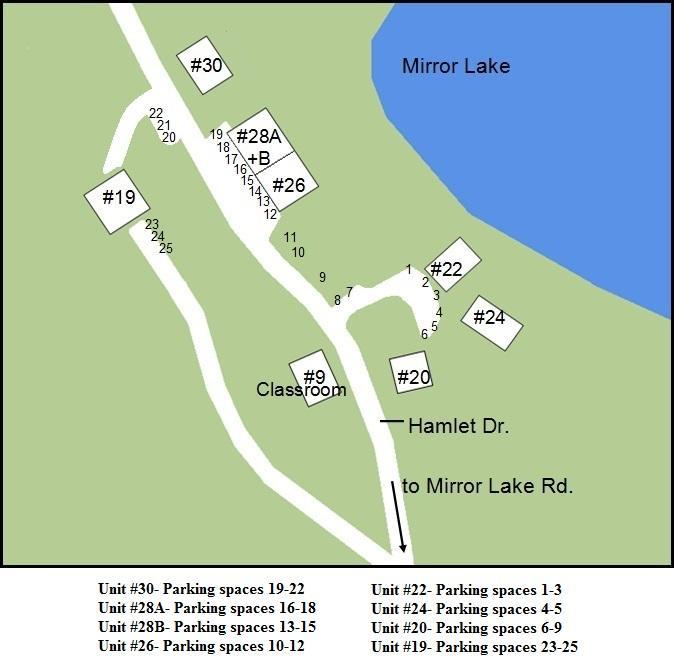 Mirror Lake
#30
22
21
20
19
18
17
16
15
14
13
12
#28A
+B
#26
#19
23
24
25
11
10
9
8
7
1
2
3
4
5
6
#22
#24
#9
Classroom
#20
Hamlet Dr.
to Mirror Lake Rd.
Unit #30- Parking spaces 19-22
Unit #28A- Parking spaces 16-18
Unit #28B- Parking spaces 13-15
Unit #26- Parking spaces 10-12
Unit #22- Parking spaces 1-3
Unit #24- Parking spaces 4-5
Unit #20- Parking spaces 6-9
Unit #19- Parking spaces 23-25